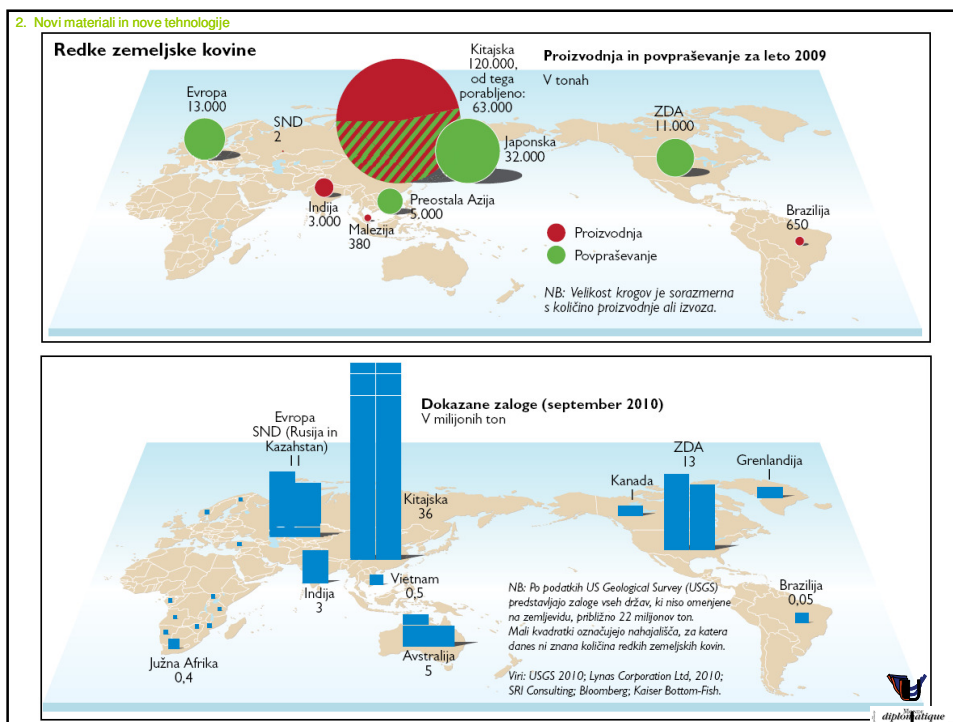 2. Novi materiali in nove tehnologije
Redke zemeljske kovine
Proizvodnja in povpraševanje za leto 2009
V tonah
Kitajska
120.000,
od tega
porabljeno:
63.000
Evropa
13.000
SND
2
ZDA
11.000
Japonska
32.000
Indija
3.000
Preostala Azija
5.000
Malezija
380
Brazilija
650
Proizvodnja
Povpraševanje
NB: Velikost krogov je sorazmerna
s količino proizvodnje ali izvoza.
Dokazane zaloge (september 2010)
V milijonih ton
Evropa
SND (Rusija in
Kazahstan)
11
ZDA
13
Grenlandija
1
Kanada
1
Kitajska
36
Vietnam
0,5
Indija
3
Brazilija
0,05
Avstralija
5
Južna Afrika
0,4
NB: Po podatkih US Geological Survey (USGS)
predstavljajo zaloge vseh držav, ki niso omenjene
na zemljevidu, približno 22 milijonov ton.
Mali kvadratki označujejo nahajališča, za katera
danes ni znana količina redkih zemeljskih kovin.
Viri: USGS 2010; Lynas Corporation Ltd, 2010;
SRI Consulting; Bloomberg; Kaiser Bottom-Fish.
diplomatique